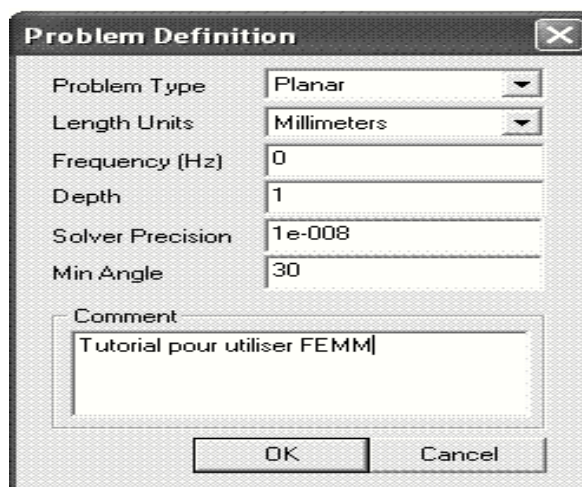 Problem Definition
Problem Type Planar
Length Units Millimeters
Frequency (Hz) 0
Depth 1
Solver Precision 1e-008
Min Angle 30
Comment
Tutorial pour utiliser FEMM
OK Cancel